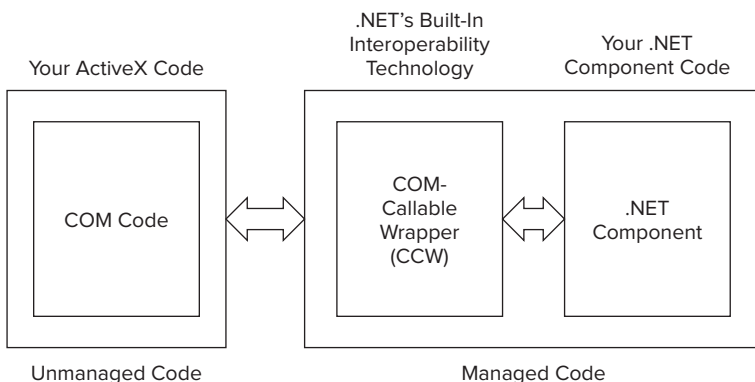 .NET's Built-In
Interoperability
Technology
Your .NET
Component Code
Your ActiveX Code
COM Code
COM-
Callable
Wrapper
(CCW)
.NET
Component
Unmanaged Code
Managed Code